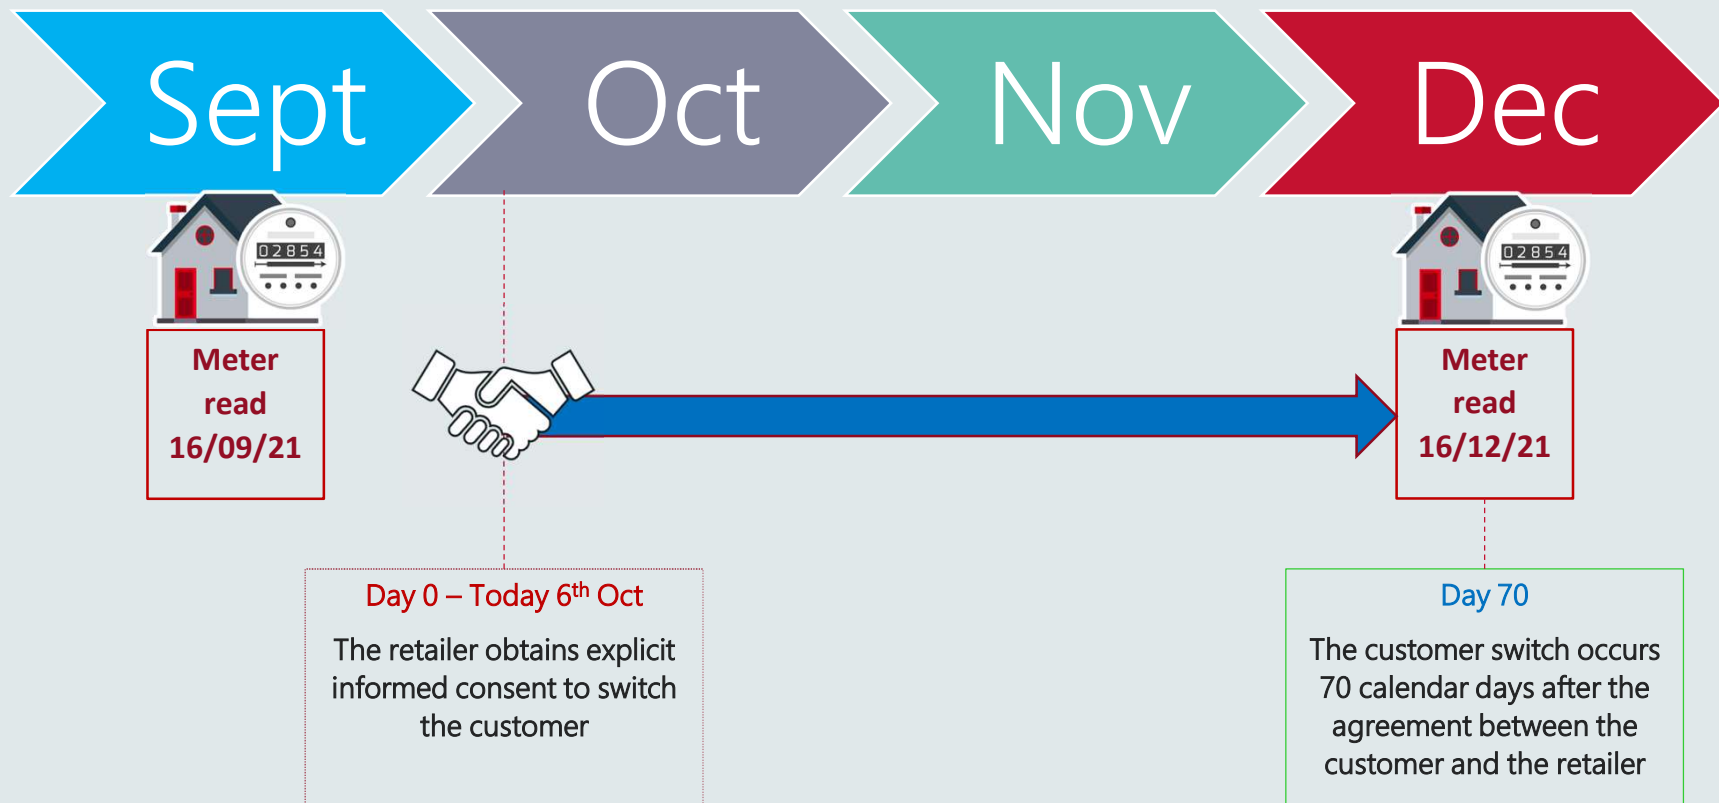 Sept
Oct
Nov
Dec
02854
02854
Meter
read
16/09/21
Meter
read
16/12/21
Day 0 – Today 6th Oct
The retailer obtains explicit
informed consent to switch
the customer
Day 70
The customer switch occurs
70 calendar days after the
agreement between the
customer and the retailer